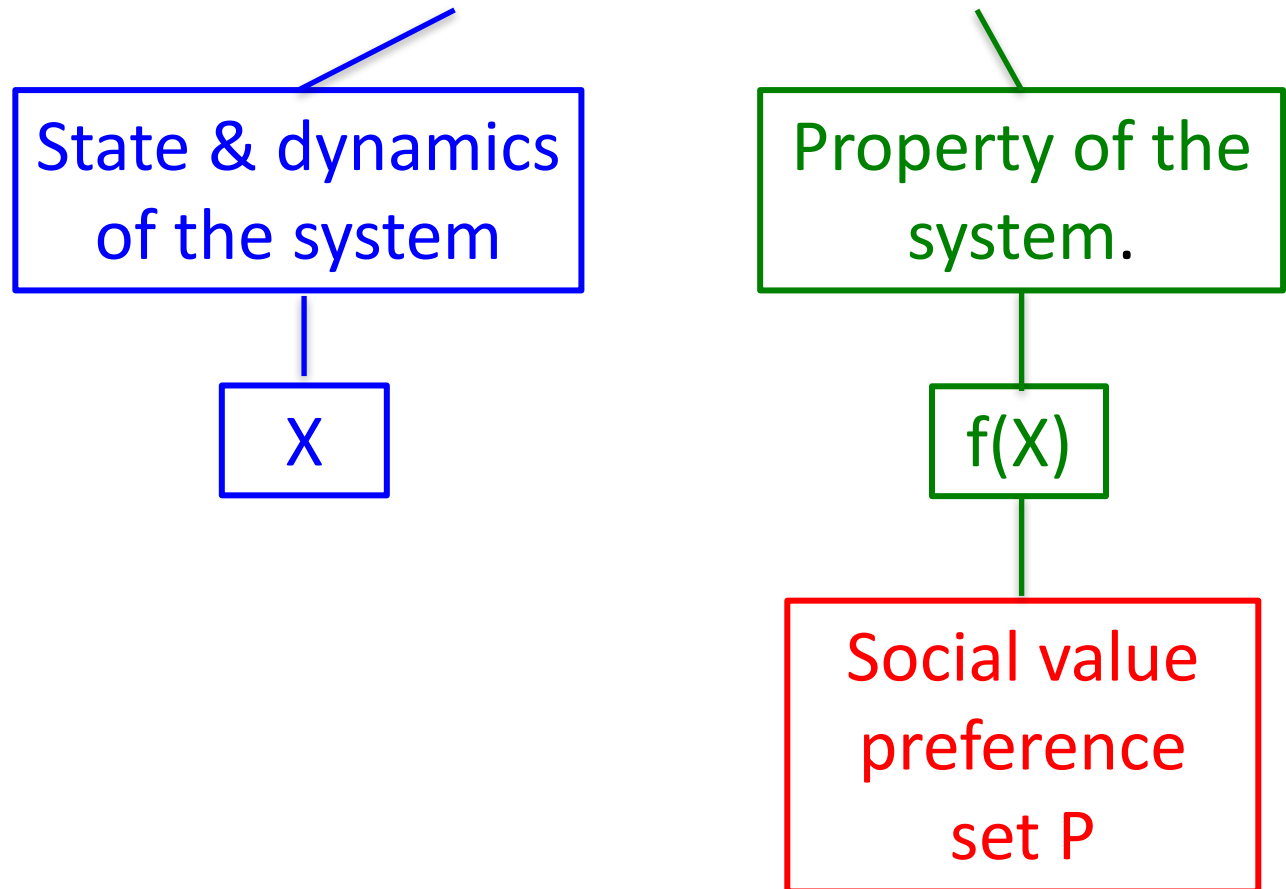 State & dynamics
of the system
X
Property of the
system.
f(X)
Social value
preference
set P